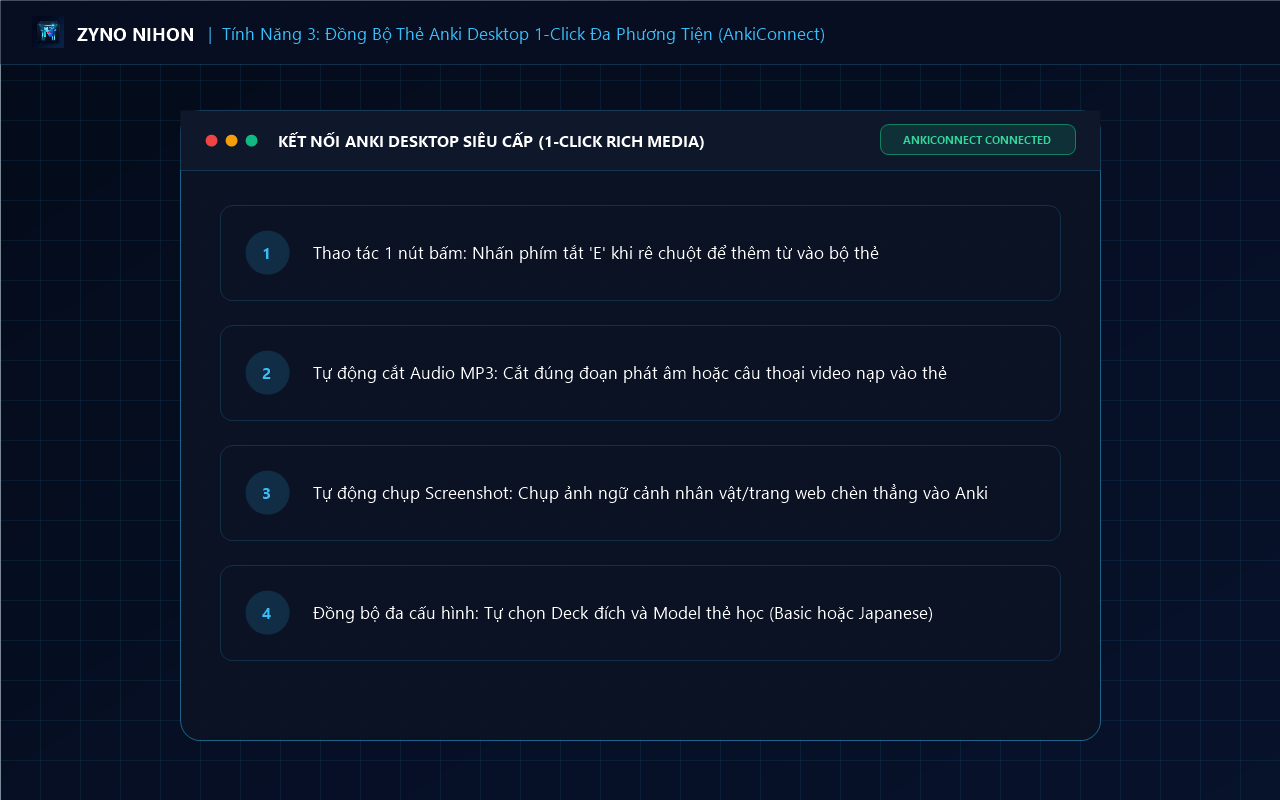 ZYNO NIHON | Tính Năng 3: Đồng Bộ Thẻ Anki Desktop 1-Click Đa Phương Tiện (AnkiConnect)
KẾT NỐI ANKI DESKTOP SIÊU CẤP (1-CLICK RICH MEDIA)
ANKICONNECT CONNECTED
1 Thao tác 1 nút bấm: Nhấn phím tắt 'E' khi rê chuột để thêm từ vào bộ thẻ
2 Tự động cắt Audio MP3: Cắt đúng đoạn phát âm hoặc câu thoại video nạp vào thẻ
3 Tự động chụp Screenshot: Chụp ảnh ngữ cảnh nhân vật/trang web chèn thẳng vào Anki
4 Đồng bộ đa cấu hình: Tự chọn Deck đích và Model thẻ học (Basic hoặc Japanese)